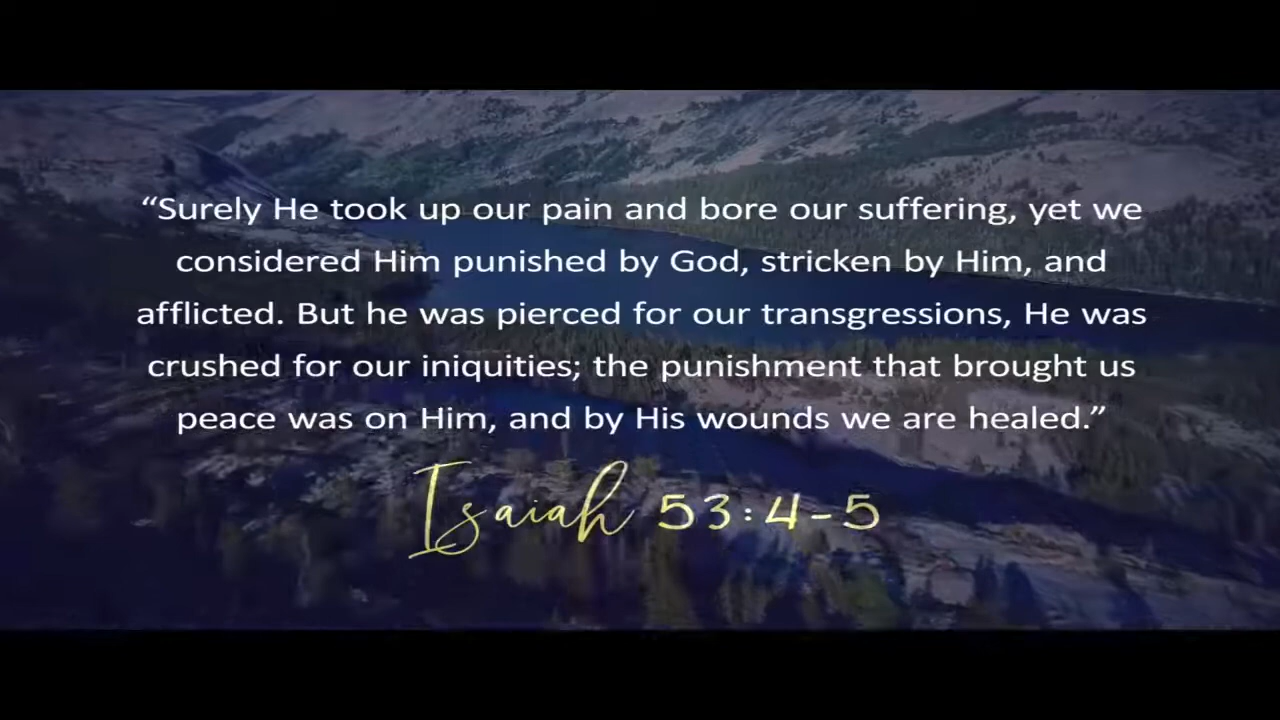 “Surely He took up our pain and bore our suffering, yet we
considered Him punished by God, stricken by Him, and
afflicted. But he was pierced for our transgressions, He was
crushed for our iniquities; the punishment that brought us
peace was on Him, and by His wounds we are healed.”
Isaiah 53:4-5